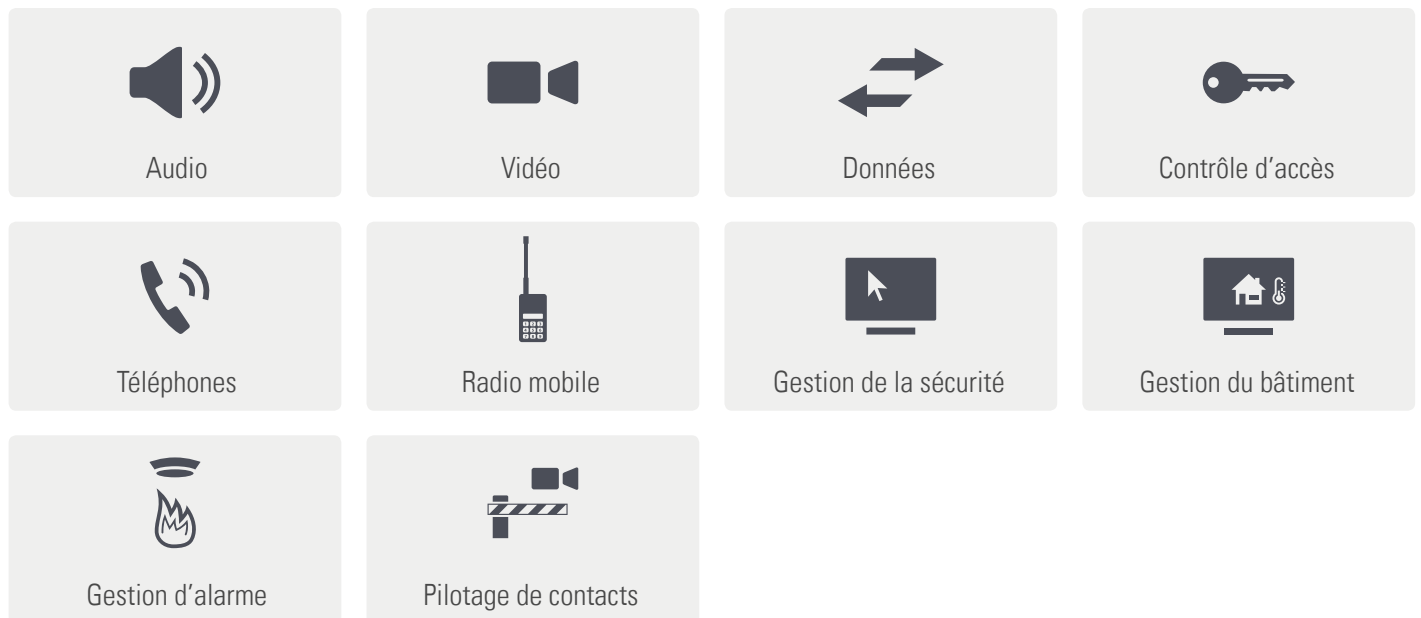 Audio
Vidéo
Données
Contrôle d’accès
Téléphones
Radio mobile
Gestion de la sécurité
Gestion du bâtiment
Gestion d’alarme
Pilotage de contacts